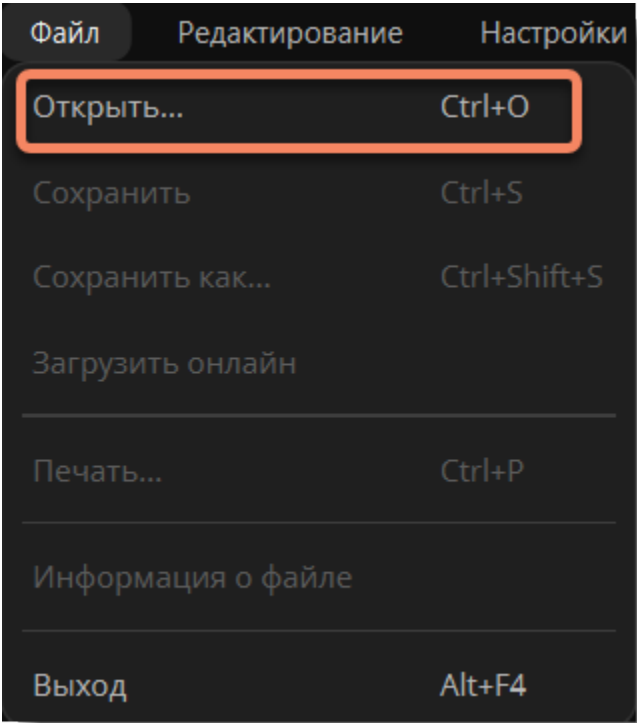 Файл Редактирование Настройки
Открыть... Ctrl+O
Сохранить Ctrl+S
Сохранить как... Ctrl+Shift+S
Загрузить онлайн
Печать... Ctrl+P
Информация о файле
Выход Alt+F4